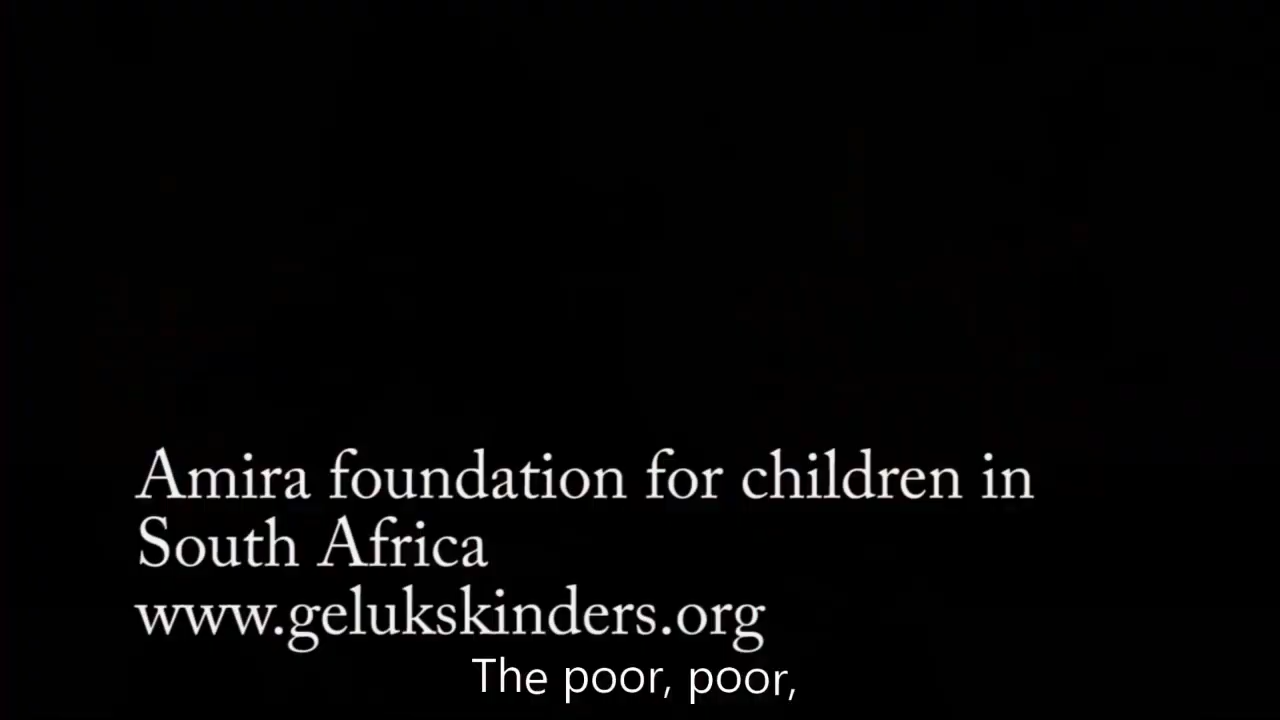 Amira foundation for children in
South Africa
www.gelukskinders.org
The poor, poor,